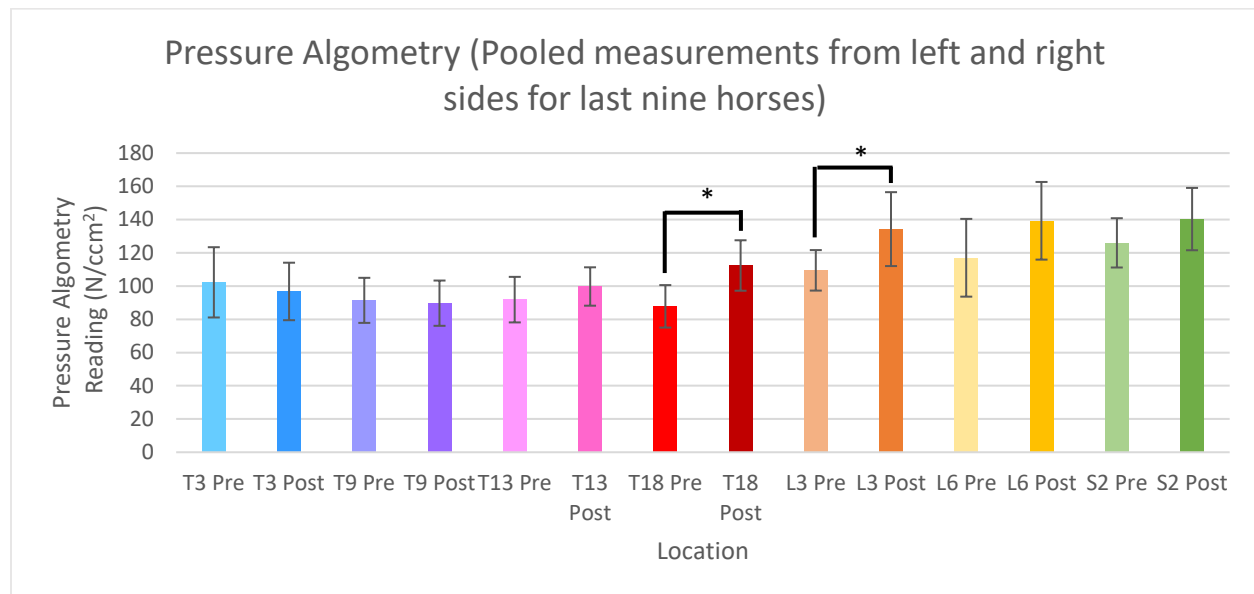 Pressure Algometry (Pooled measurements from left and right
sides for last nine horses)
Pressure Algometry
Reading (N/ccm²)
180
160
140
120
100
80
60
40
20
0
*
*
T3 Pre T3 Post T9 Pre T9 Post T13 Pre T13 T18 Pre T18 L3 Pre L3 Post L6 Pre L6 Post S2 Pre S2 Post
Post Post
Location